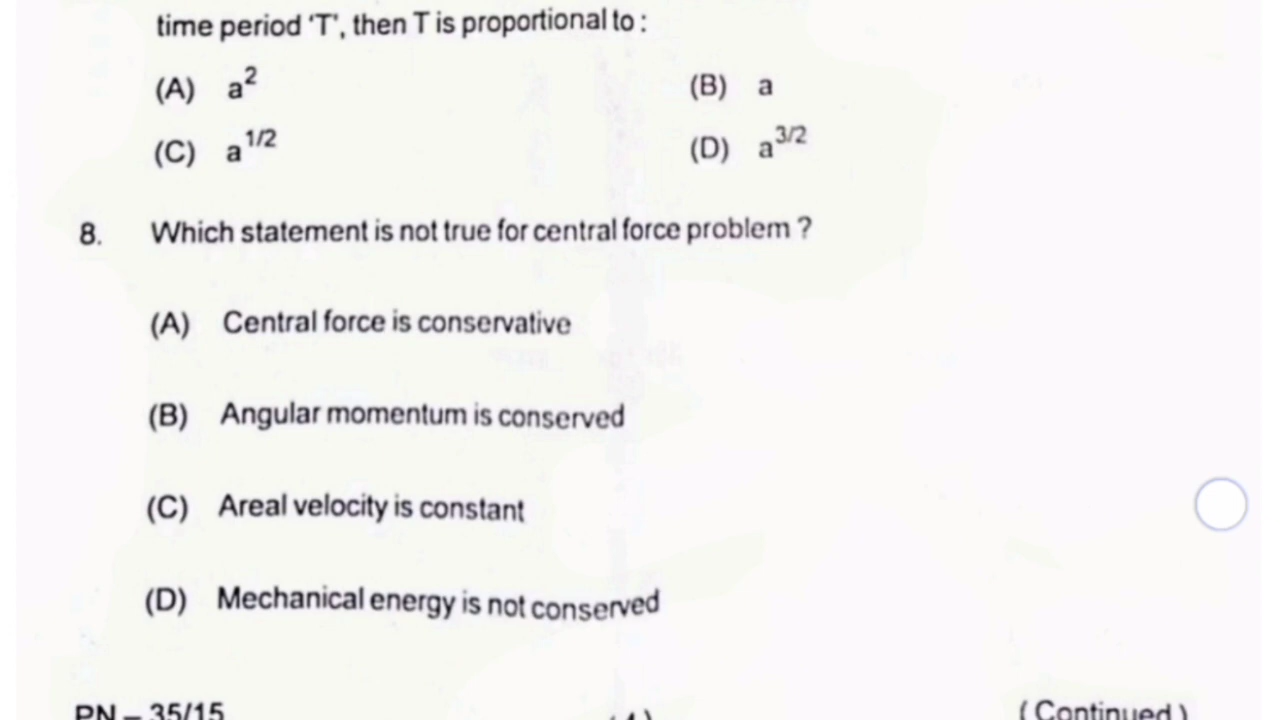 time period 'T', then T is proportional to :
(A) a² (B) a
(C) a^1/2 (D) a^3/2
8. Which statement is not true for central force problem ?
(A) Central force is conservative
(B) Angular momentum is conserved
(C) Areal velocity is constant
(D) Mechanical energy is not conserved
PN – 35/15 (4) ( Continued )